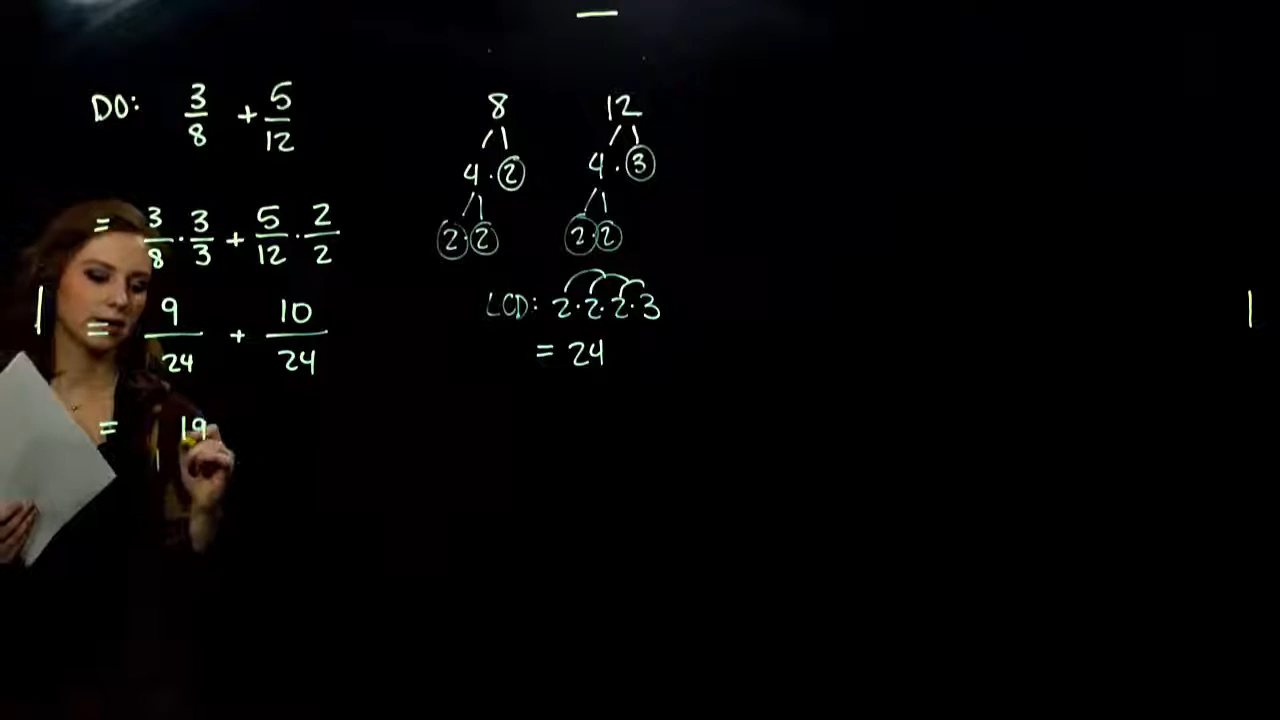 DO: 3/8 + 5/12
= 3/8 · 3/3 + 5/12 · 2/2
= 9/24 + 10/24
= 19
8
4 · 2
2 · 2
12
4 · 3
2 · 2
LCD: 2 · 2 · 2 · 3
= 24